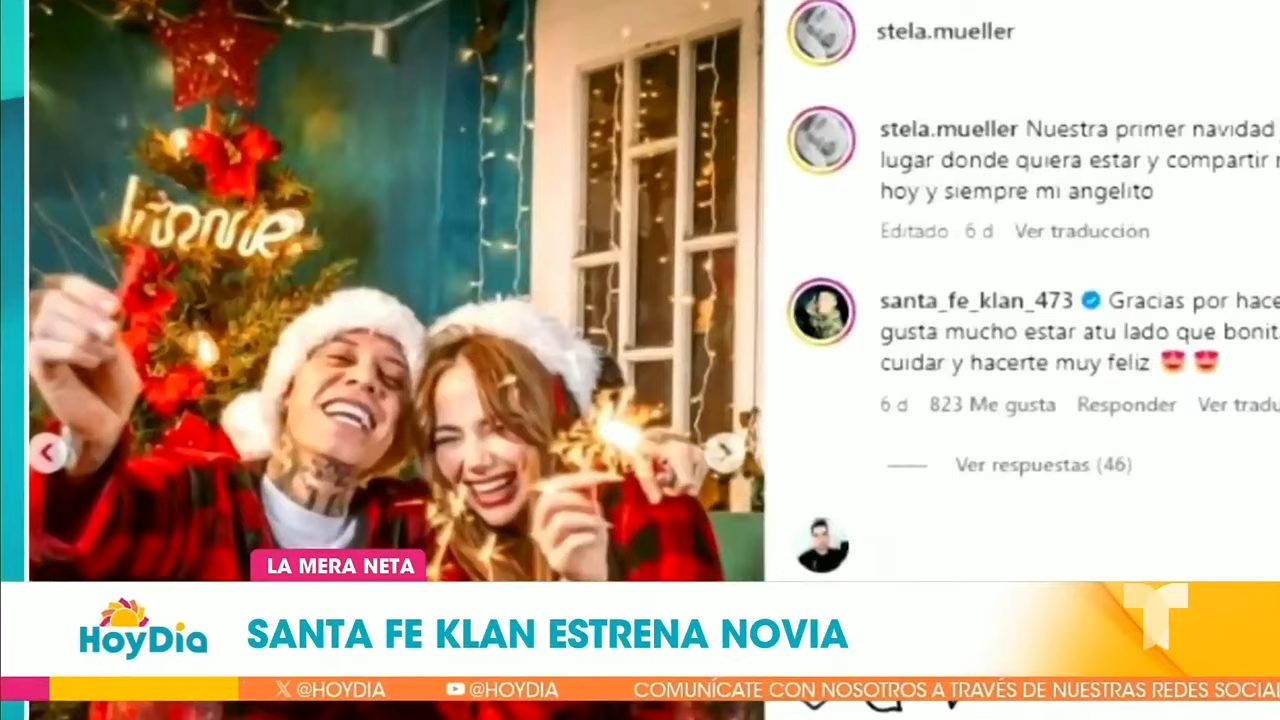 stela.mueller
stela.mueller Nuestra primer navidad
lugar donde quiera estar y compartir
hoy y siempre mi angelito
Editado · 6 d Ver traducción
santa_fe_klan_473 Gracias por hace
gusta mucho estar atu lado que bonit
cuidar y hacerte muy feliz 😍 😍
6 d 823 Me gusta Responder Ver tradu
Ver respuestas (46)
LA MERA NETA
HoyDía
SANTA FE KLAN ESTRENA NOVIA
T
X @HOYDIA
@HOYDIA
COMUNÍCATE CON NOSOTROS A TRAVÉS DE NUESTRAS REDES SOCIAL